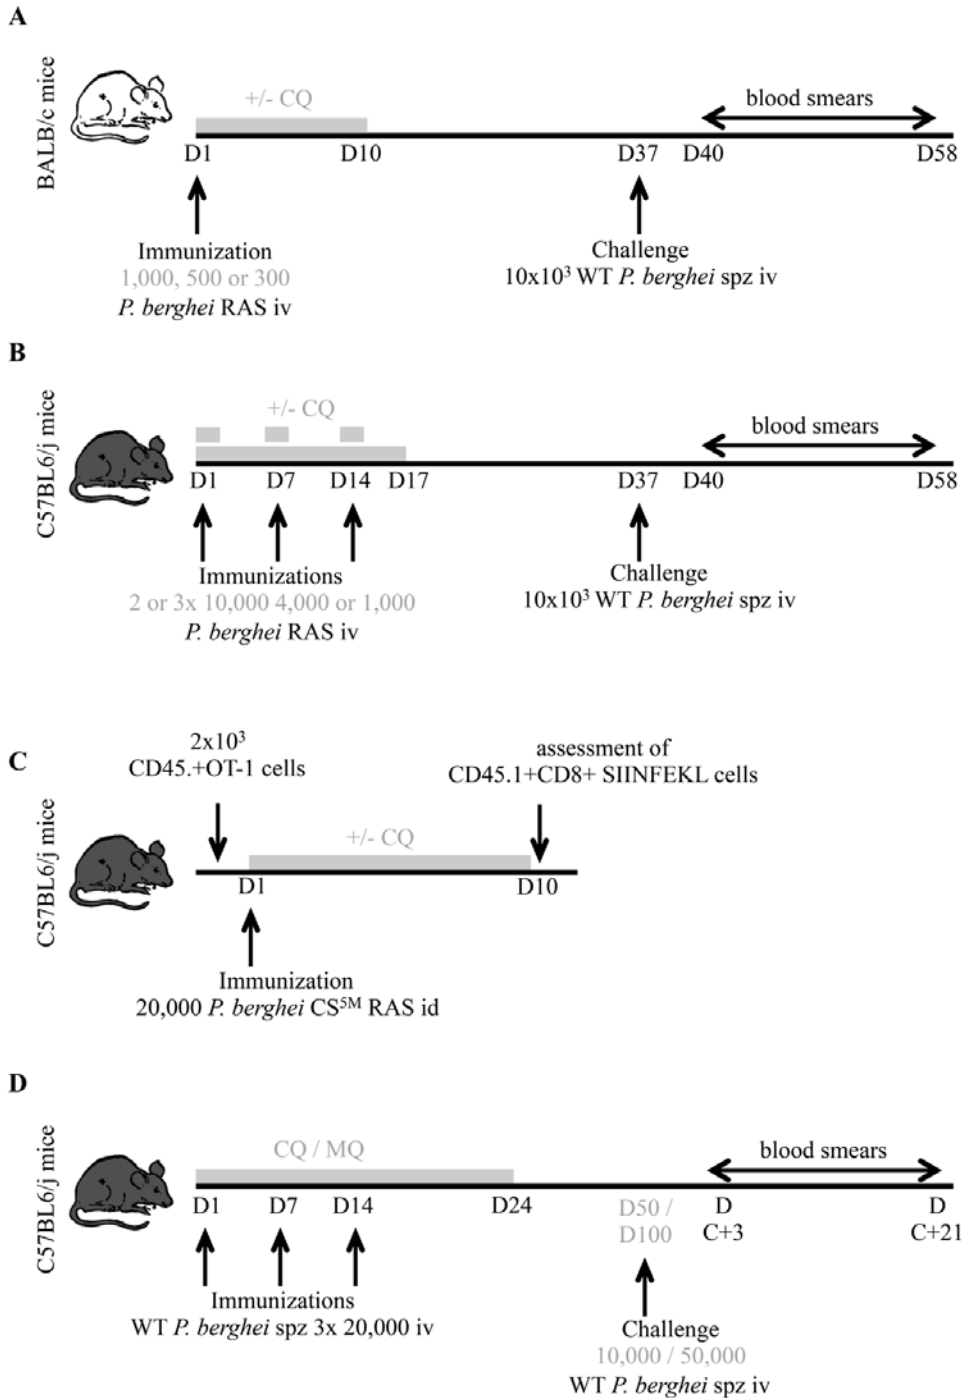 A
BALB/c mice
+/- CQ
blood smears
D1
D10
D37
D40
D58
Immunization
1,000, 500 or 300
P. berghei RAS iv
Challenge
10x10³ WT P. berghei spz iv
B
C57BL6/j mice
+/- CQ
blood smears
D1
D7
D14
D17
D37
D40
D58
Immunizations
2 or 3x 10,000 4,000 or 1,000
P. berghei RAS iv
Challenge
10x10³ WT P. berghei spz iv
C
C57BL6/j mice
2x10³
CD45.+OT-1 cells
assessment of
CD45.1+CD8+ SIINFEKL cells
+/- CQ
D1
D10
Immunization
20,000 P. berghei CS⁵ᴹ RAS id
D
C57BL6/j mice
CQ / MQ
blood smears
D1
D7
D14
D24
D50 /
D100
D
C+3
D
C+21
Immunizations
WT P. berghei spz 3x 20,000 iv
Challenge
10,000 / 50,000
WT P. berghei spz iv